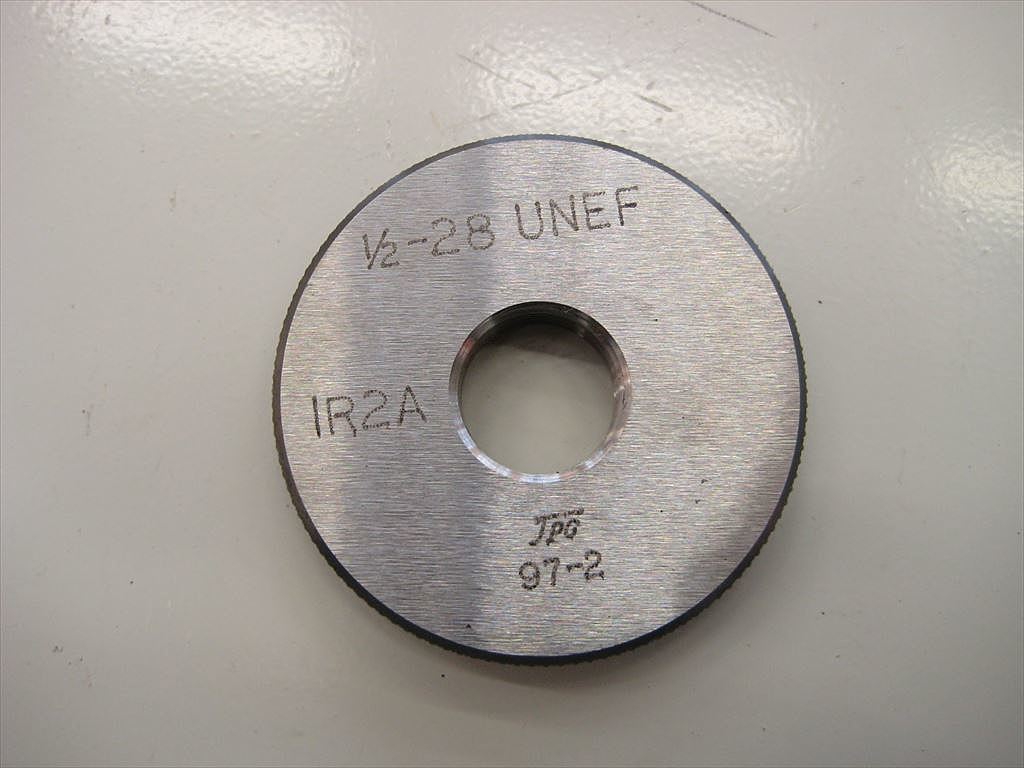 ½-28 UNEF
IR2A
JPG
97-2